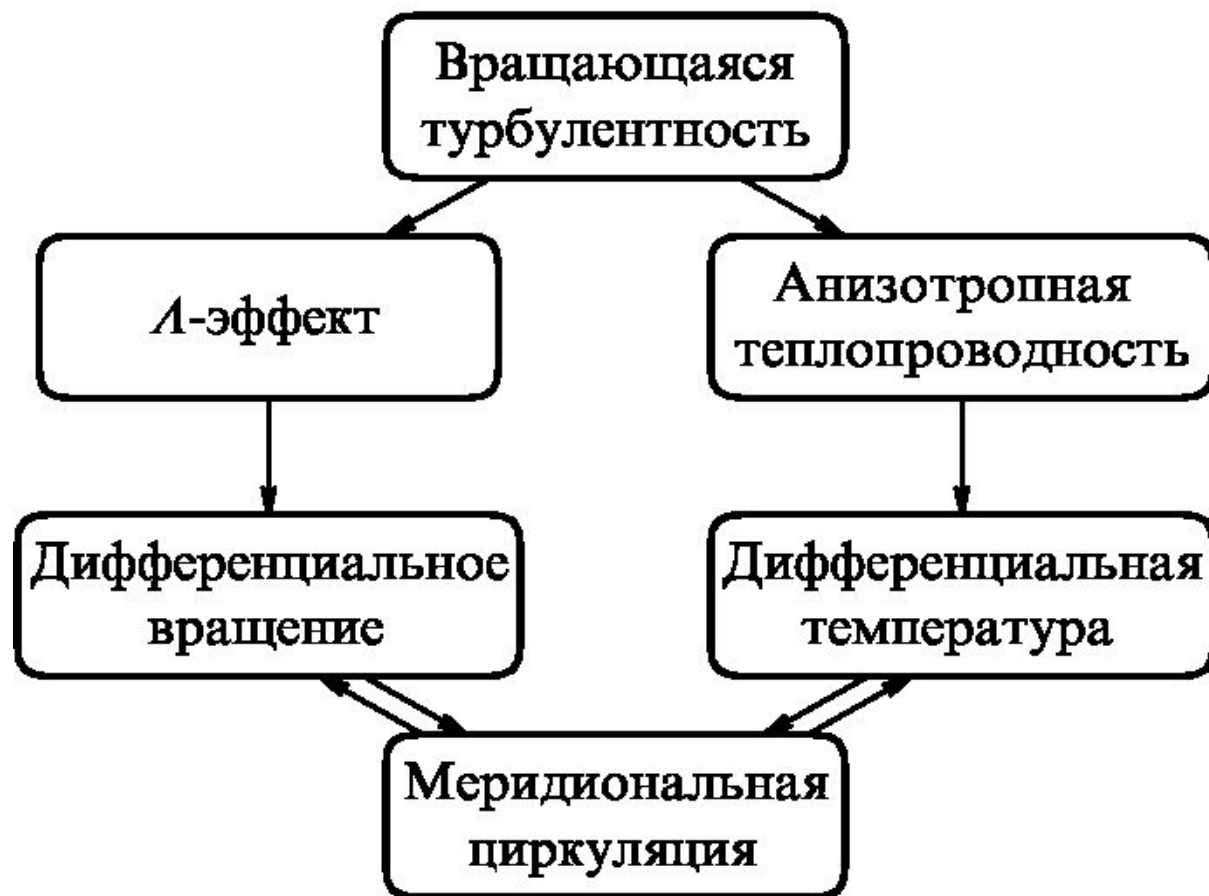 Вращающаяся
турбулентность
Λ-эффект
Анизотропная
теплопроводность
Дифференциальное
вращение
Дифференциальная
температура
Меридиональная
циркуляция